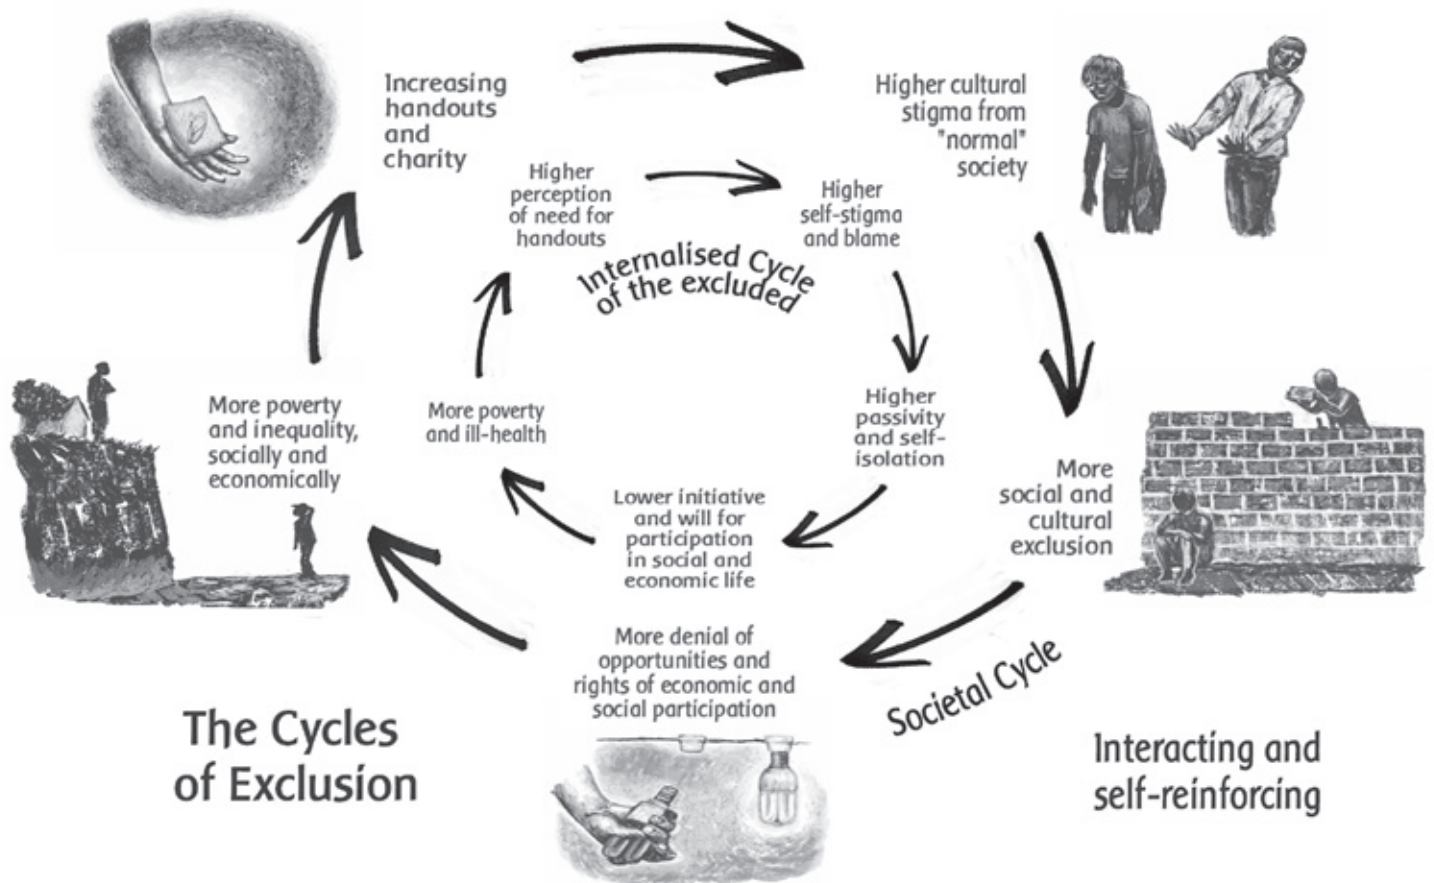 Increasing
handouts
and
charity
Higher cultural
stigma from
"normal"
society
Higher
perception
of need for
handouts
Higher
self-stigma
and blame
Internalised Cycle
of the excluded
More poverty
and inequality,
socially and
economically
More poverty
and ill-health
Higher
passivity
and self-
isolation
More
social and
cultural
exclusion
Lower initiative
and will for
participation
in social and
economic life
More denial of
opportunities and
rights of economic and
social participation
Societal Cycle
The Cycles
of Exclusion
Interacting and
self-reinforcing